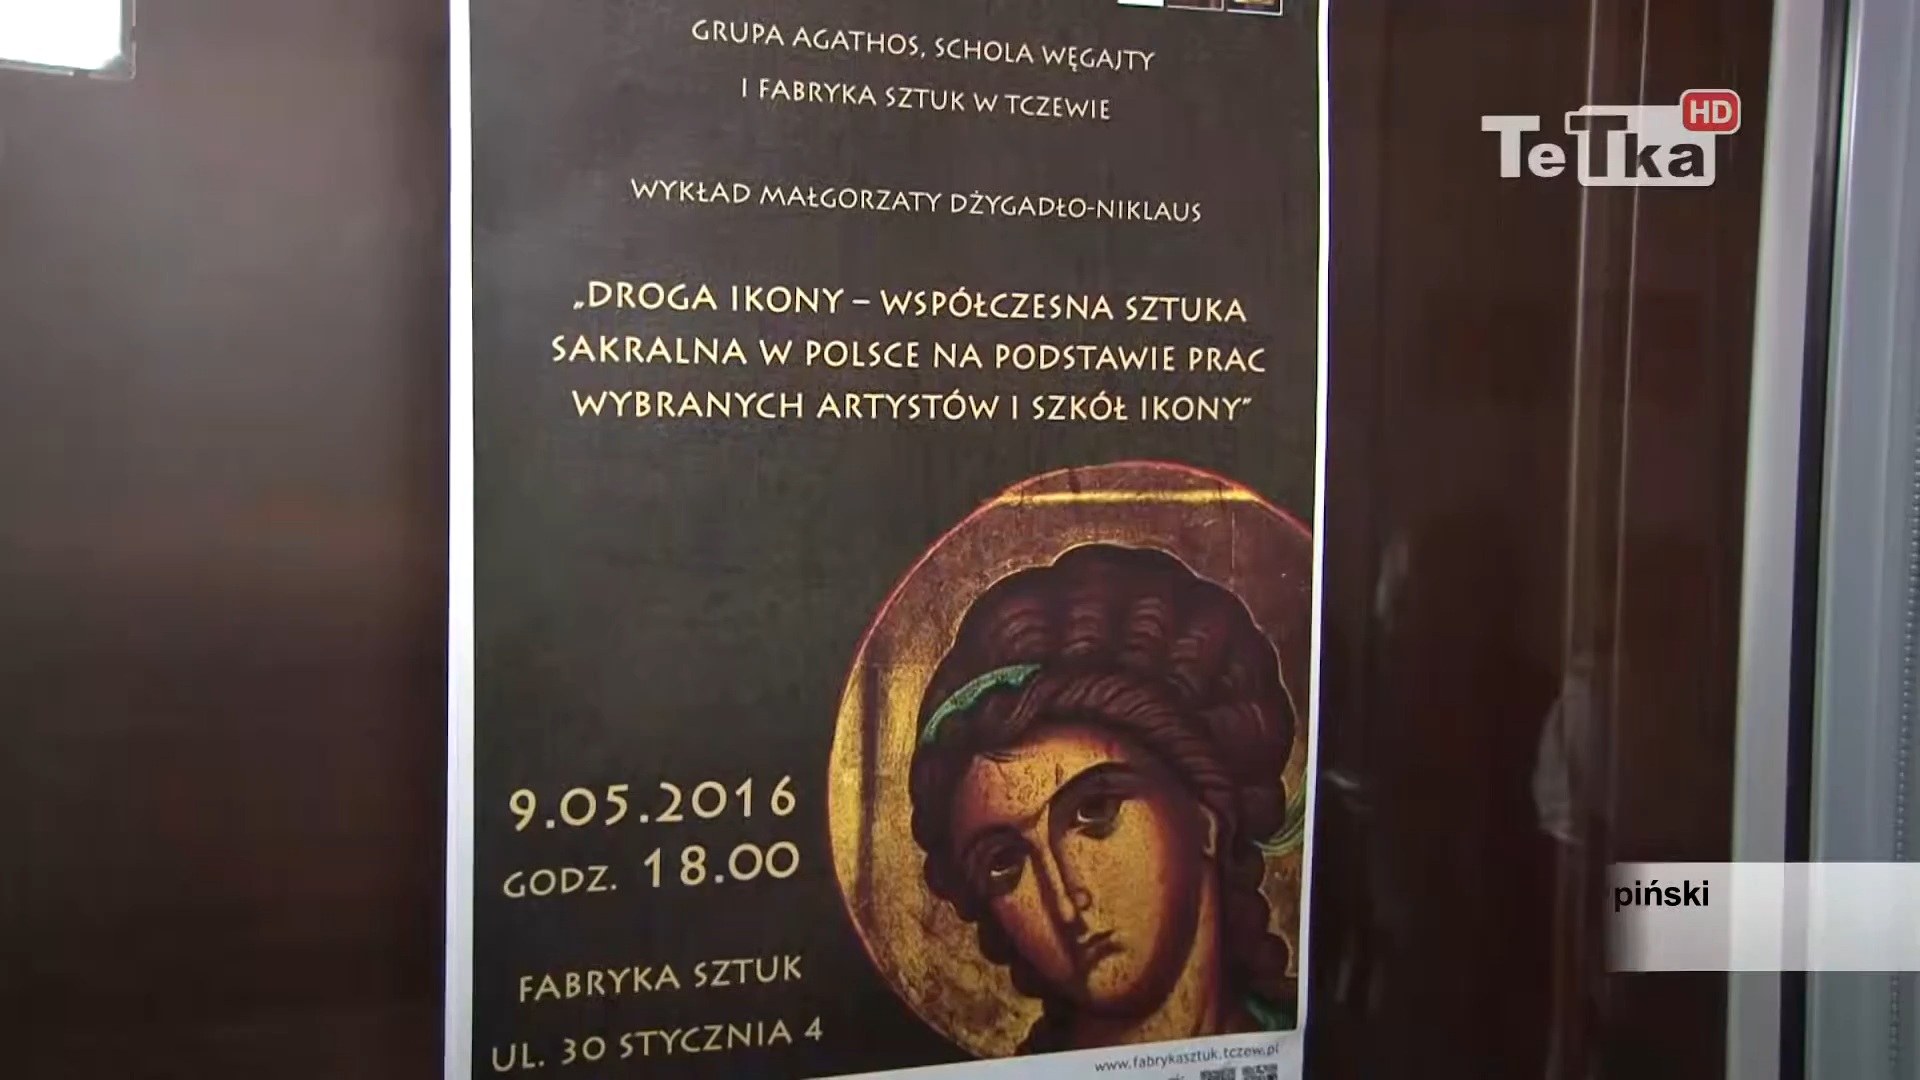 GRUPA AGATHOS, SCHOLA WĘGAJTY
I FABRYKA SZTUK W TCZEWIE
WYKŁAD MAŁGORZATY DŻYGADŁO-NIKLAUS
„DROGA IKONY – WSPÓŁCZESNA SZTUKA
SAKRALNA W POLSCE NA PODSTAWIE PRAC
WYBRANYCH ARTYSTÓW I SZKÓŁ IKONY”
9.05.2016
GODZ. 18.00
FABRYKA SZTUK
UL. 30 STYCZNIA 4
www.fabrykasztuk.tczew.pl
TeTka HD
piński